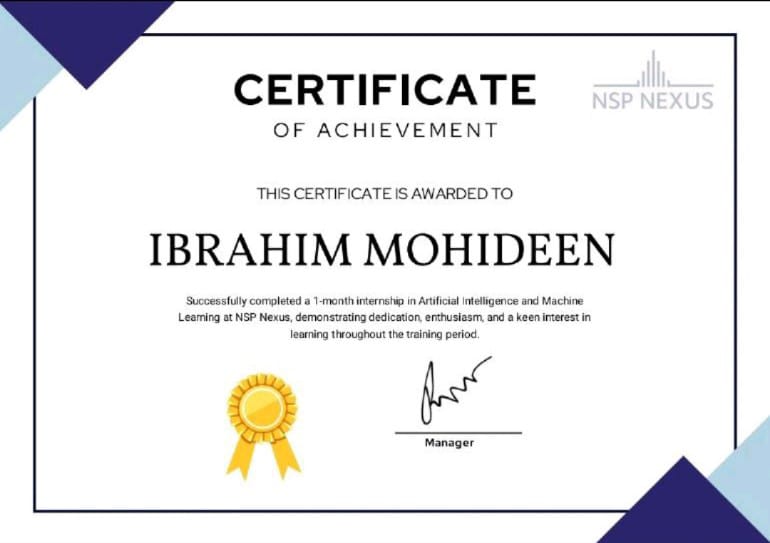 CERTIFICATE
NSP NEXUS
OF ACHIEVEMENT
THIS CERTIFICATE IS AWARDED TO
IBRAHIM MOHIDEEN
Successfully completed a 1-month internship in Artificial Intelligence and Machine
Learning at NSP Nexus, demonstrating dedication, enthusiasm, and a keen interest in
learning throughout the training period.
Manager